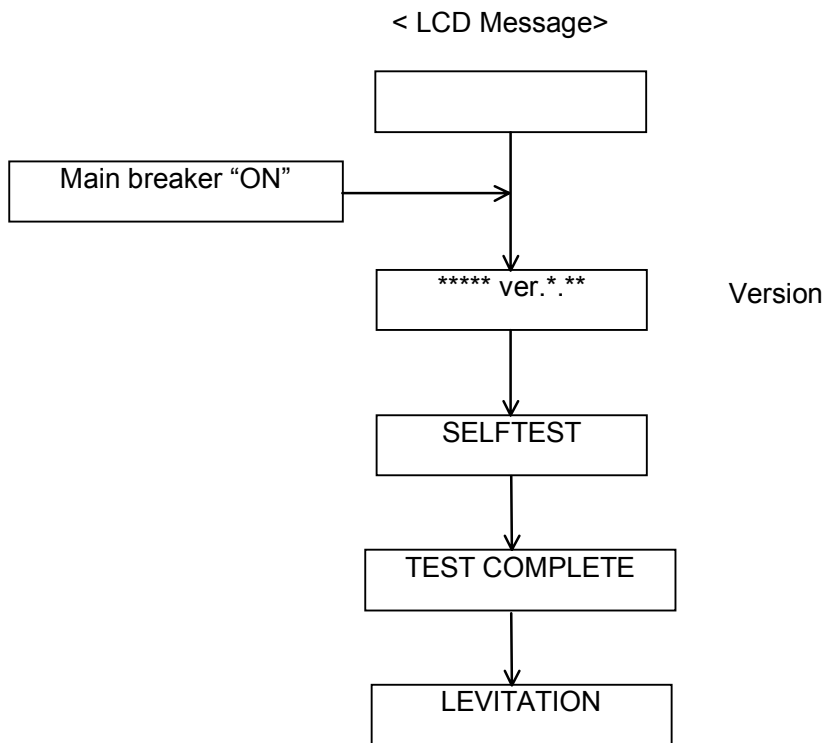 < LCD Message>
Main breaker “ON”
***** ver.*.**
Version
SELFTEST
TEST COMPLETE
LEVITATION